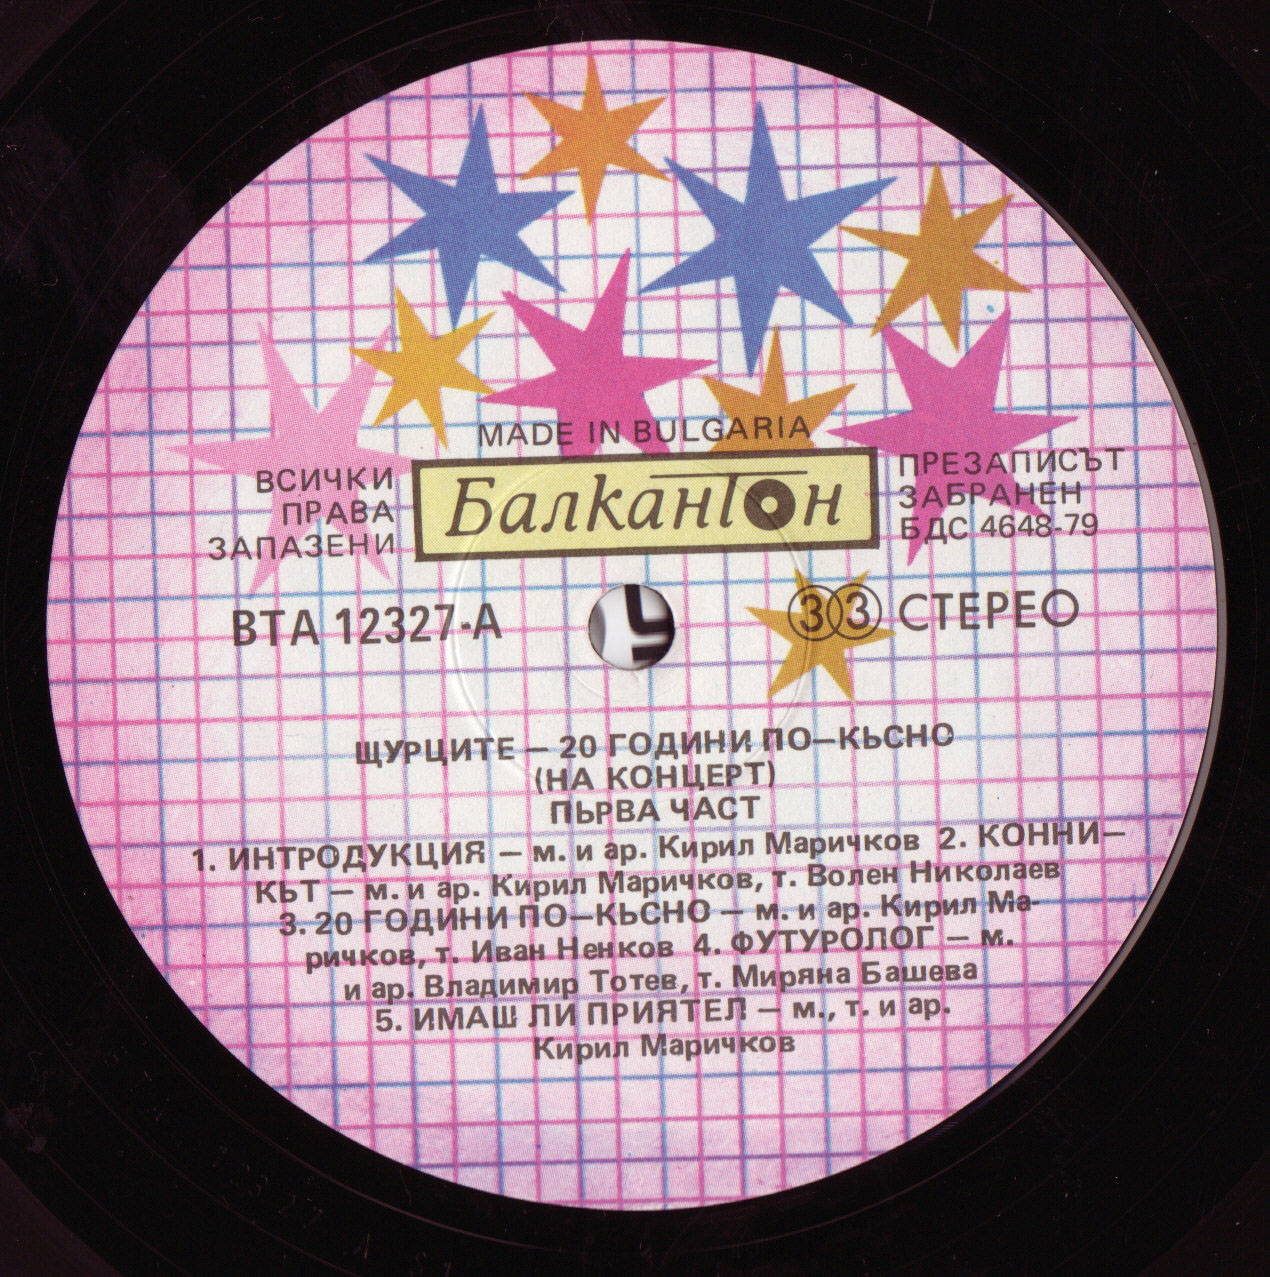 MADE IN BULGARIA
ВСИЧКИ
ПРАВА
ЗАПАЗЕНИ
Балкантон
ПРЕЗАПИСЪТ
ЗАБРАНЕН
БДС 4648-79
ВТА 12327-А
33 СТЕРЕО
ЩУРЦИТЕ – 20 ГОДИНИ ПО–КЬСНО
(НА КОНЦЕРТ)
ПЬРВА ЧАСТ
1. ИНТРОДУКЦИЯ – м. и ар. Кирил Маричков 2. КОННИ–
КЬТ – м. и ар. Кирил Маричков, т. Волен Николаев
3. 20 ГОДИНИ ПО–КЬСНО – м. и ар. Кирил Ма-
ричков, т. Иван Ненков 4. ФУТУРОЛОГ – м.
и ар. Владимир Тотев, т. Миряна Башева
5. ИМАШ ЛИ ПРИЯТЕЛ – м., т. и ар.
Кирил Маричков